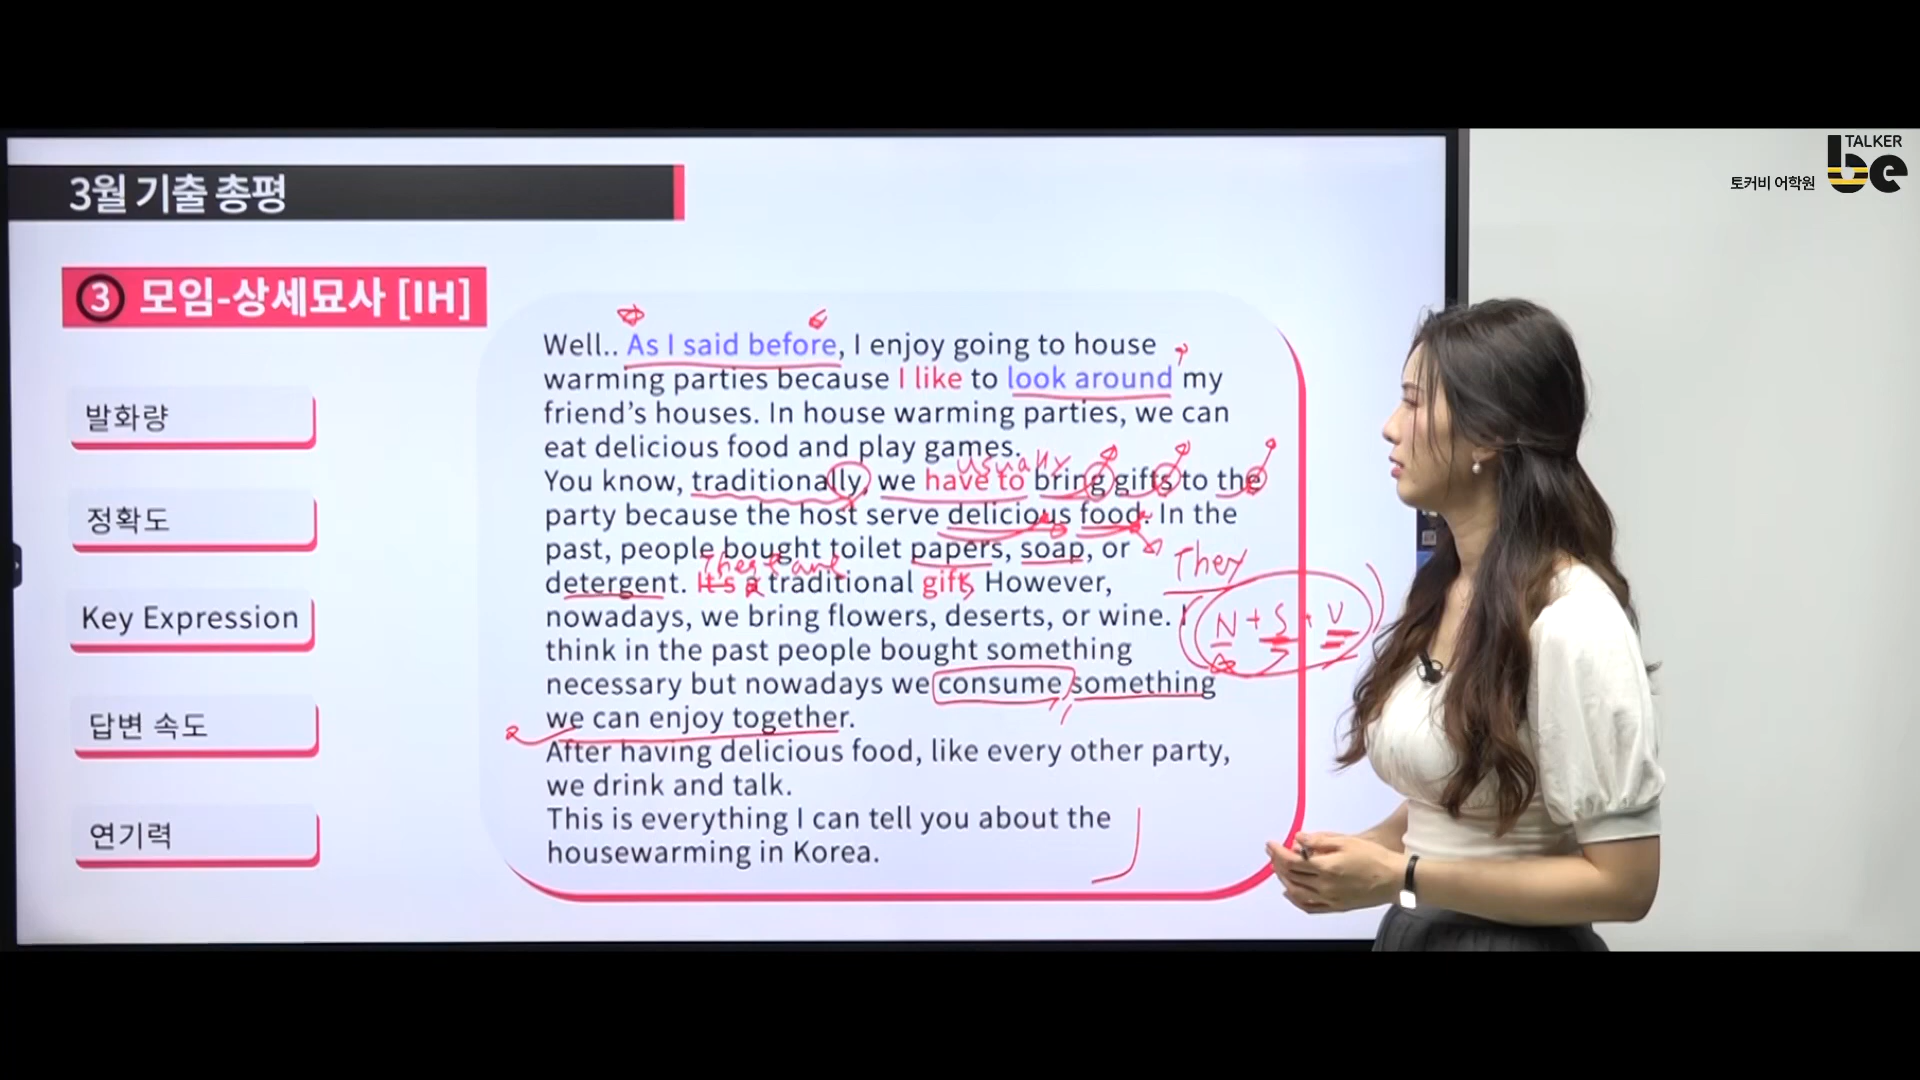 TALKER
be
토커비 어학원
3월 기출 총평
3 모임-상세묘사 [IH]
발화량
정확도
Key Expression
답변 속도
연기력
Well.. As I said before, I enjoy going to house
warming parties because I like to look around my
friend's houses. In house warming parties, we can
eat delicious food and play games.
usually
You know, traditionally, we have to bring gifts to the
party because the host serve delicious food. In the
past, people bought toilet papers, soap, or
They
These are
detergent. It's a traditional gift s However,
nowadays, we bring flowers, deserts, or wine. I
N + S + V
think in the past people bought something
necessary but nowadays we consume, something
we can enjoy together.
After having delicious food, like every other party,
we drink and talk.
This is everything I can tell you about the
housewarming in Korea.